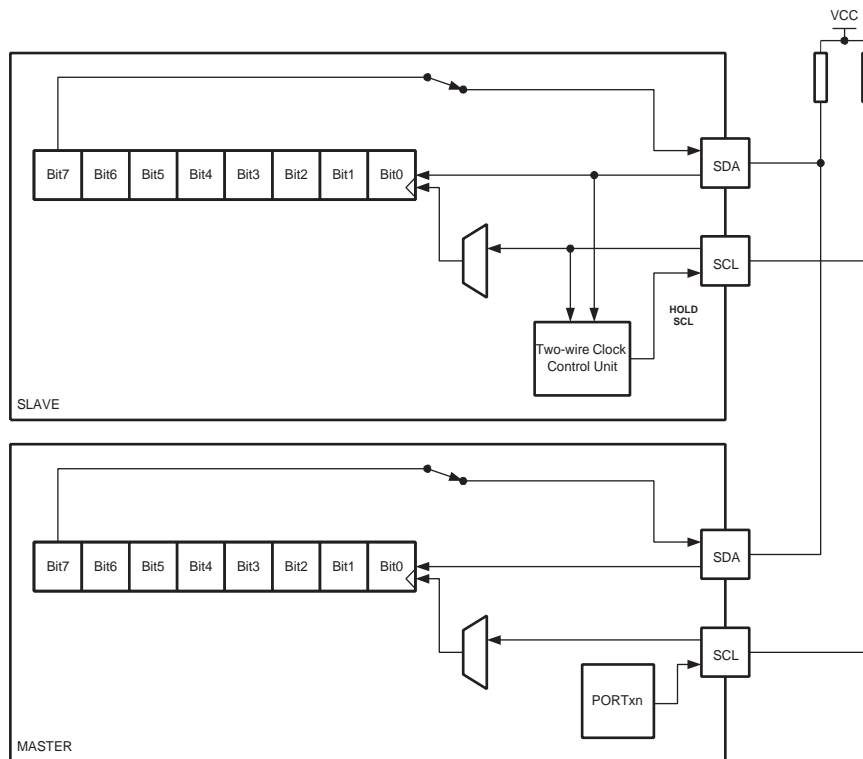 VCC
Bit7 Bit6 Bit5 Bit4 Bit3 Bit2 Bit1 Bit0
SDA
SCL
HOLD
SCL
Two-wire Clock
Control Unit
SLAVE
Bit7 Bit6 Bit5 Bit4 Bit3 Bit2 Bit1 Bit0
SDA
SCL
PORTxn
MASTER